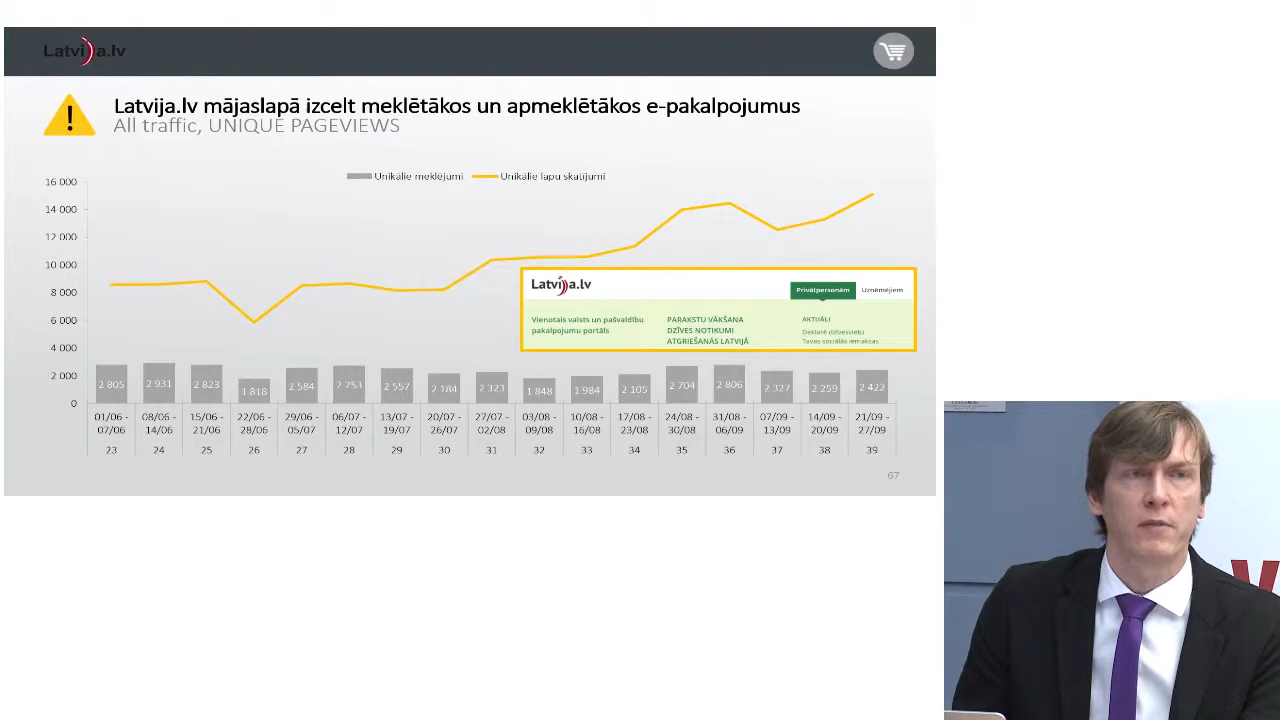 Latvija.lv
Latvija.lv mājaslapā izcelt meklētākos un apmeklētākos e-pakalpojumus
All traffic, UNIQUE PAGEVIEWS
Unikālie meklējumi Unikālie lapu skatījumi
16 000
14 000
12 000
10 000
8 000
6 000
4 000
2 000
0
Latvija.lv
Privātpersonām Uzņēmējiem
Vienotais valsts un pašvaldību
pakalpojumu portāls
PARAKSTU VĀKŠANA
DZĪVES NOTIKUMI
ATGRIEŠANĀS LATVIJĀ
AKTUĀLI
Deklarē dzīvesvietu
Tavas sociālās iemaksas
2 805 2 931 2 823 1 818 2 584 2 753 2 557 2 184 2 323 1 848 1 984 2 105 2 704 2 806 2 327 2 259 2 422
01/06 - 08/06 - 15/06 - 22/06 - 29/06 - 06/07 - 13/07 - 20/07 - 27/07 - 03/08 - 10/08 - 17/08 - 24/08 - 31/08 - 07/09 - 14/09 - 21/09 -
07/06 14/06 21/06 28/06 05/07 12/07 19/07 26/07 02/08 09/08 16/08 23/08 30/08 06/09 13/09 20/09 27/09
23 24 25 26 27 28 29 30 31 32 33 34 35 36 37 38 39
67